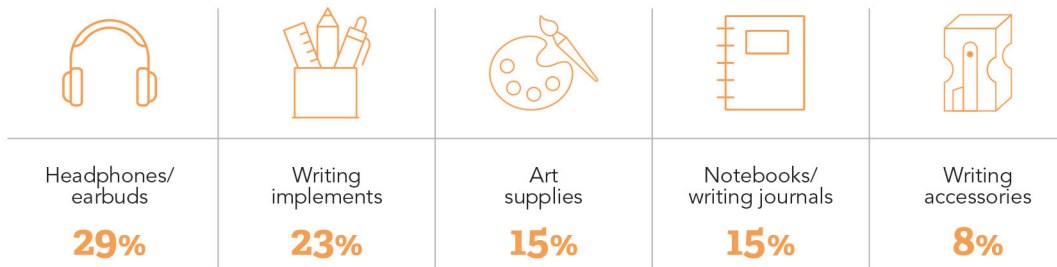 Headphones/
earbuds
29%
Writing
implements
23%
Art
supplies
15%
Notebooks/
writing journals
15%
Writing
accessories
8%